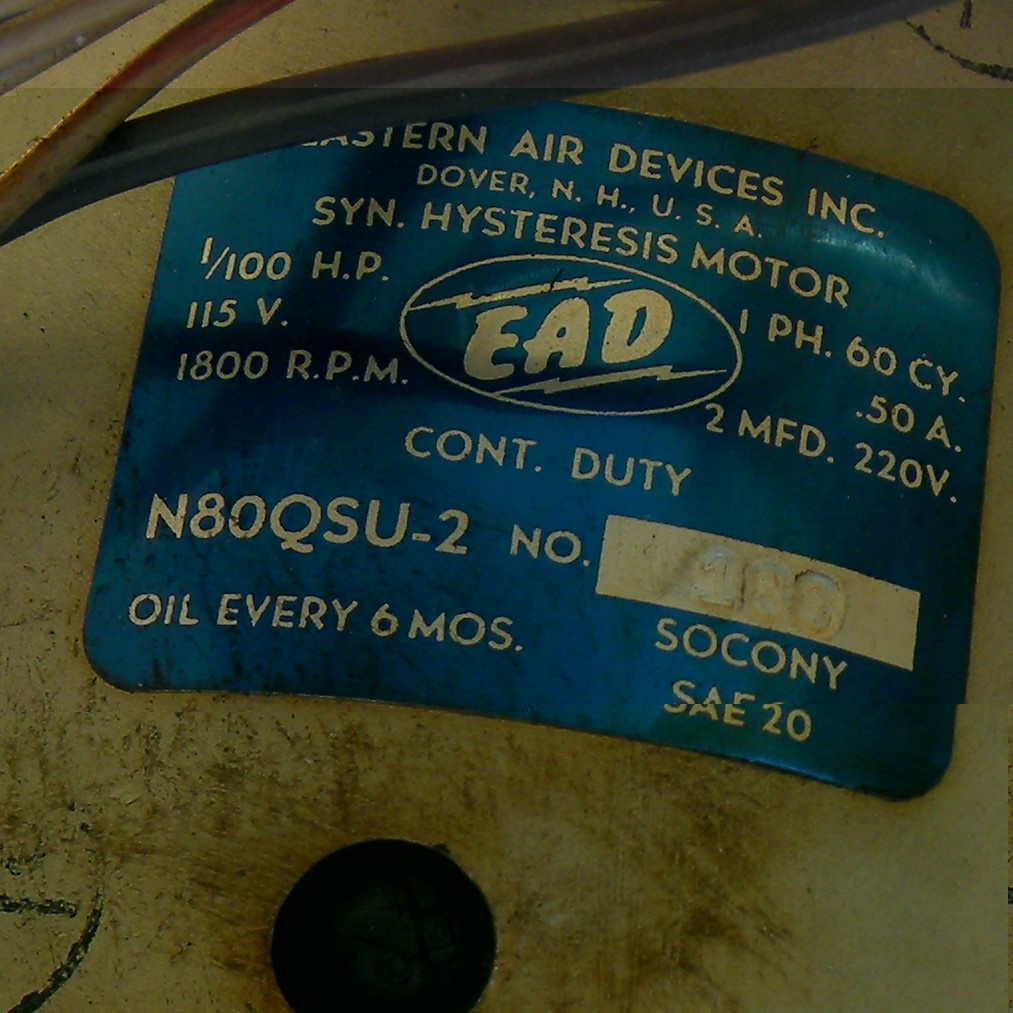 EASTERN AIR DEVICES INC.
DOVER, N. H., U. S. A.
SYN. HYSTERESIS MOTOR
1/100 H.P.
115 V.
1800 R.P.M.
EAD
1 PH. 60 CY.
.50 A.
2 MFD. 220V.
CONT. DUTY
N80QSU-2 NO.
OIL EVERY 6 MOS.
SOCONY
SAE 20